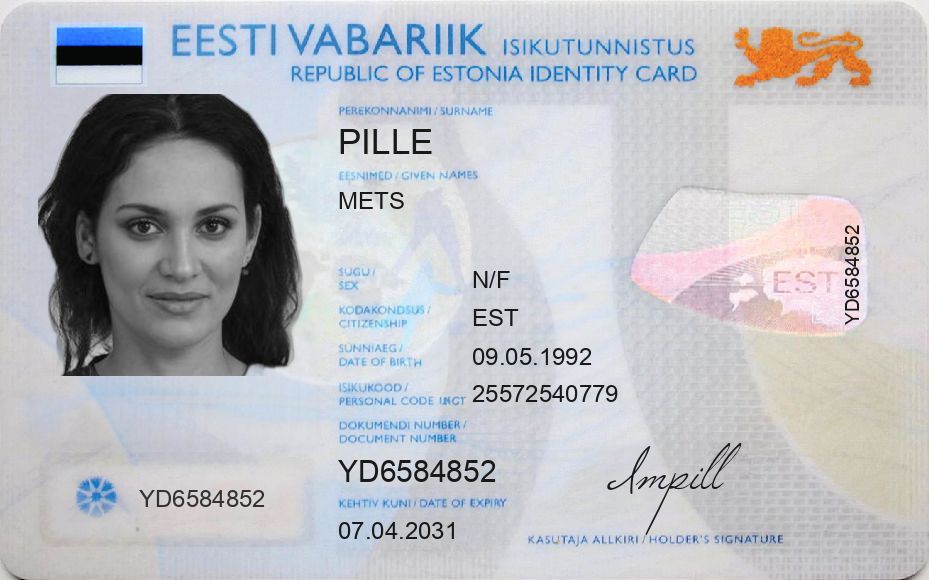 EESTI VABARIIK ISIKUTUNNISTUS
REPUBLIC OF ESTONIA IDENTITY CARD
PEREKONNANIMI / SURNAME
PILLE
EESNIMED / GIVEN NAMES
METS
SUGU /
SEX
N/F
KODAKONDSUS /
CITIZENSHIP
EST
SÜNNIAEG /
DATE OF BIRTH
09.05.1992
ISIKUKOOD /
PERSONAL CODE
25572540779
DOKUMENDI NUMBER /
DOCUMENT NUMBER
YD6584852
KEHTIV KUNI / DATE OF EXPIRY
07.04.2031
YD6584852
EST
YD6584852
Impill
KASUTAJA ALLKIRI / HOLDER'S SIGNATURE